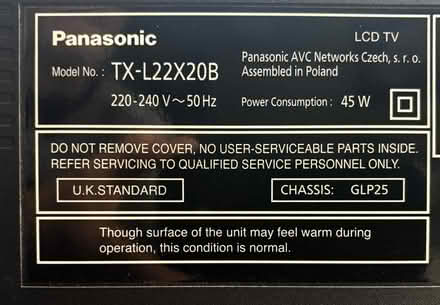 Panasonic
LCD TV
Model No. : TX-L22X20B
Panasonic AVC Networks Czech, s. r. o.
Assembled in Poland
220-240 V~50 Hz
Power Consumption : 45 W
DO NOT REMOVE COVER, NO USER-SERVICEABLE PARTS INSIDE.
REFER SERVICING TO QUALIFIED SERVICE PERSONNEL ONLY.
U.K.STANDARD
CHASSIS: GLP25
Though surface of the unit may feel warm during
operation, this condition is normal.